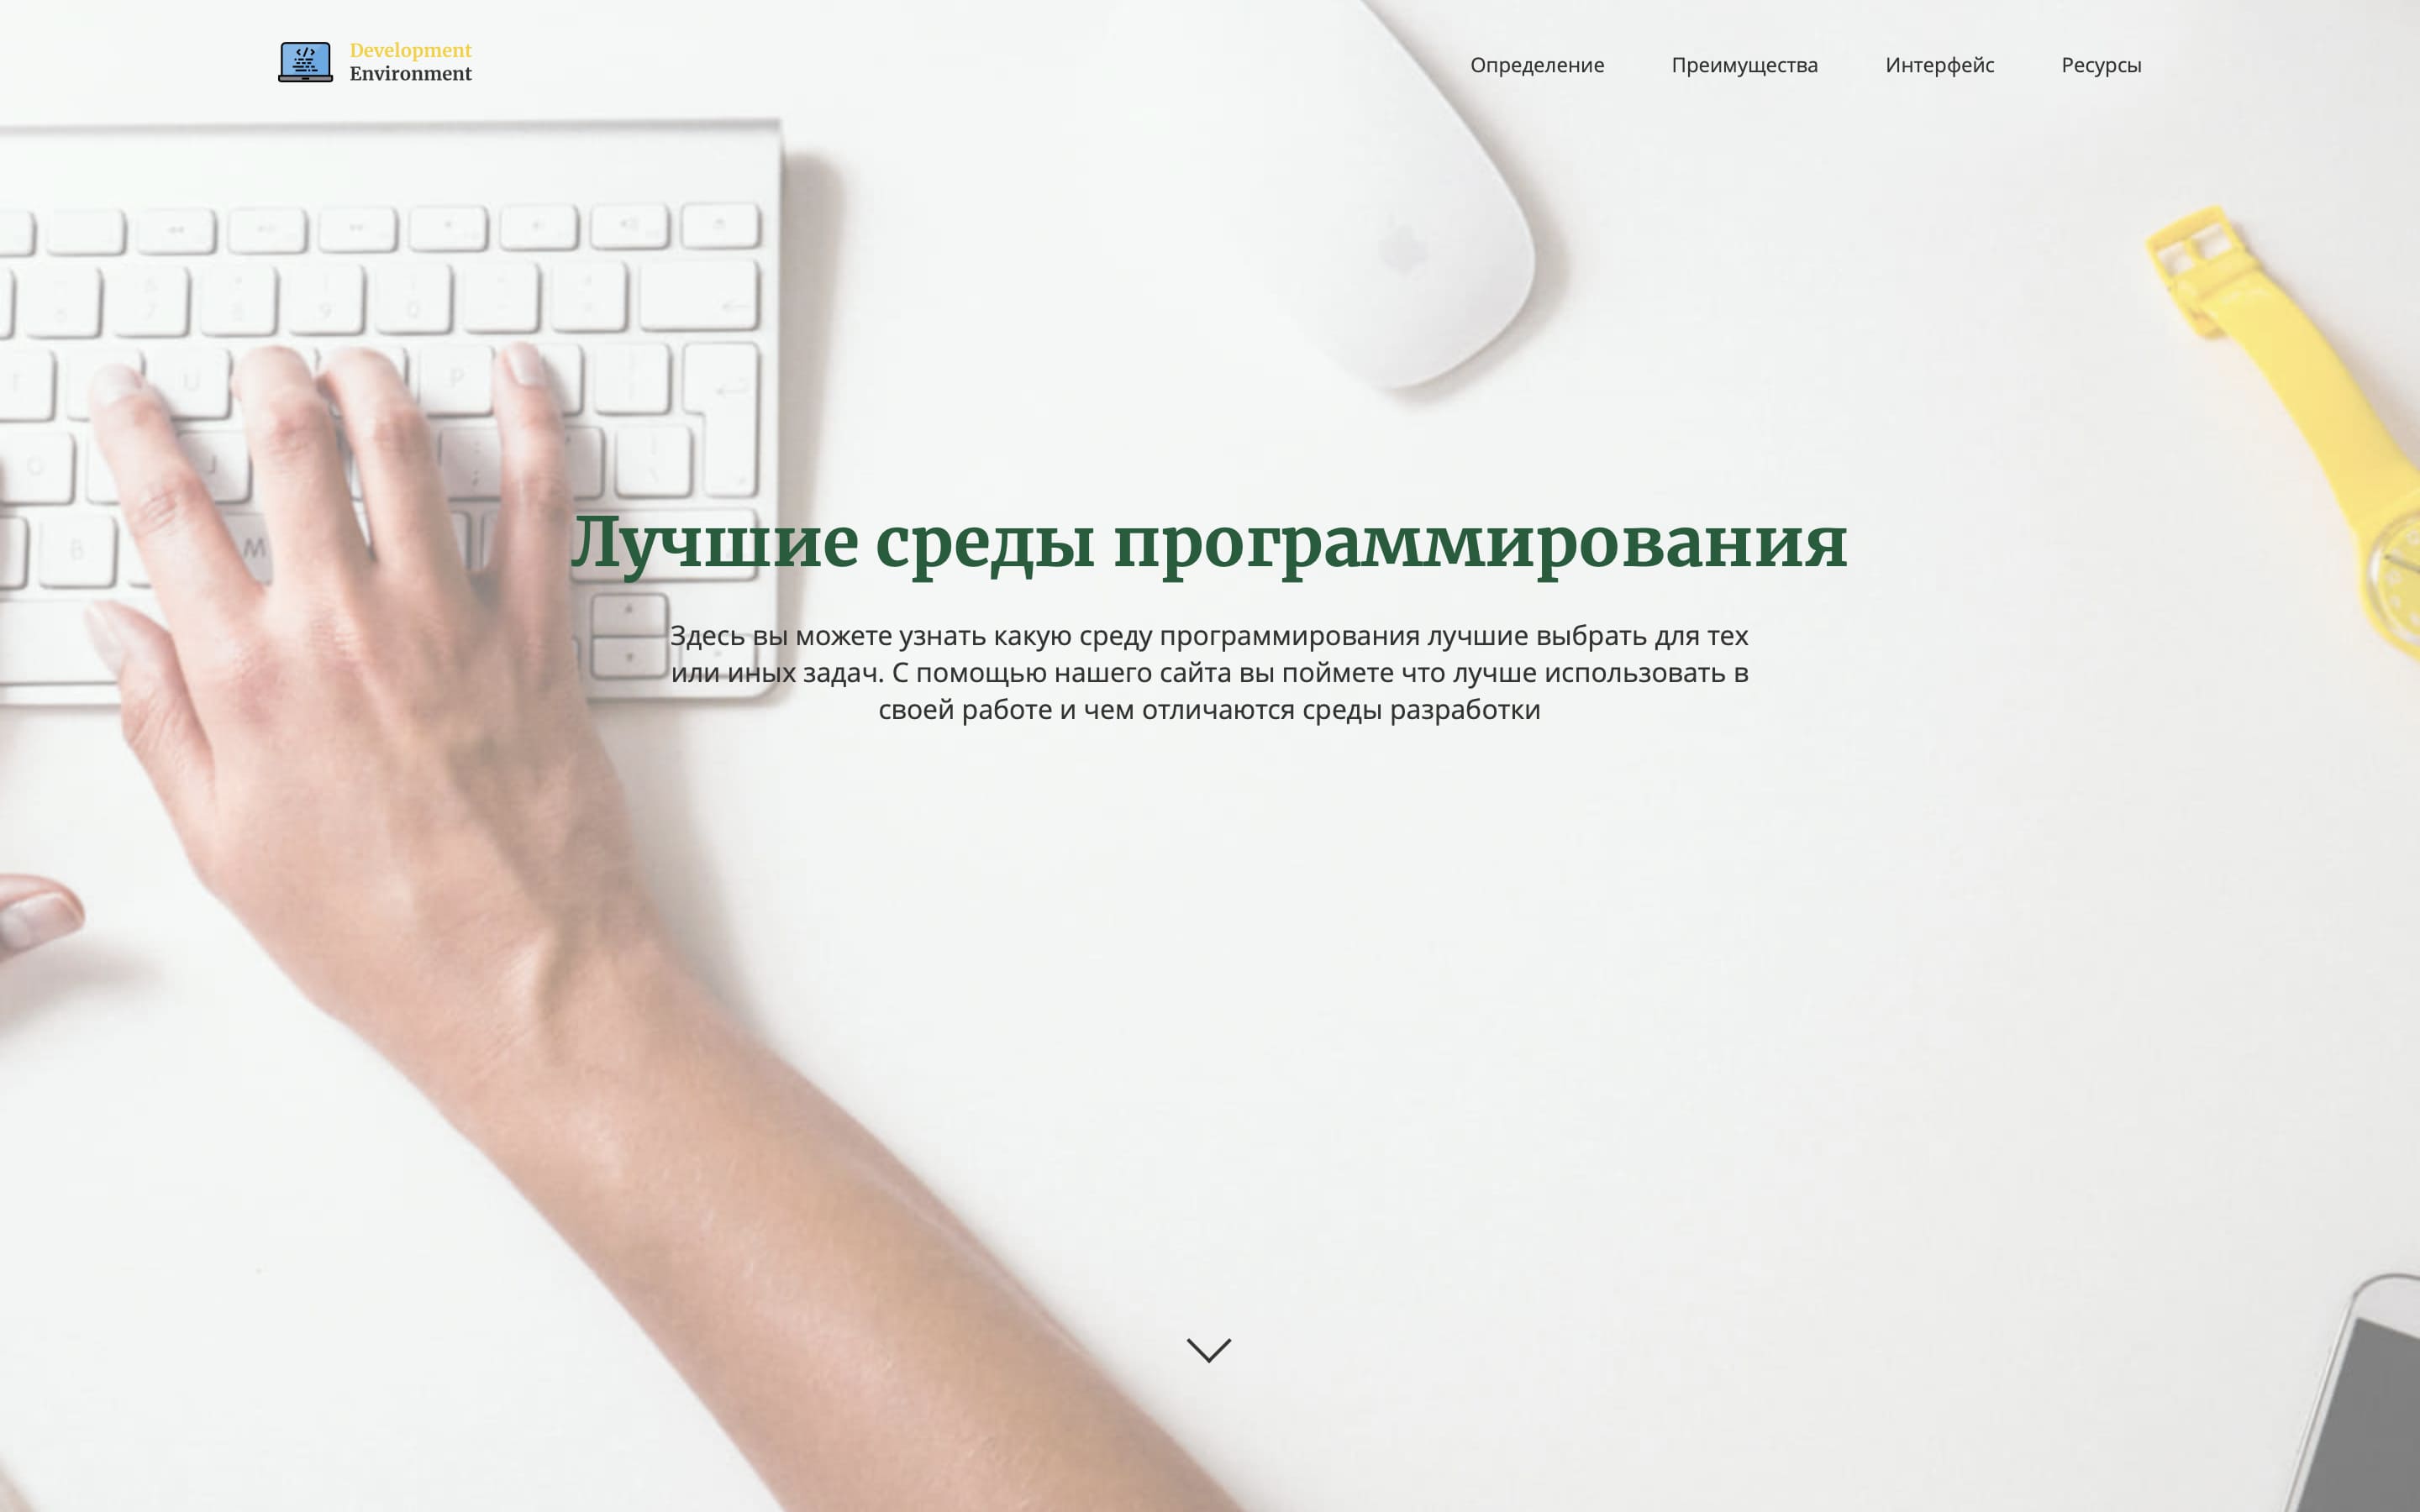 Development
Environment
Определение Преимущества Интерфейс Ресурсы
Лучшие среды программирования
Здесь вы можете узнать какую среду программирования лучшие выбрать для тех
или иных задач. С помощью нашего сайта вы поймете что лучше использовать в
своей работе и чем отличаются среды разработки